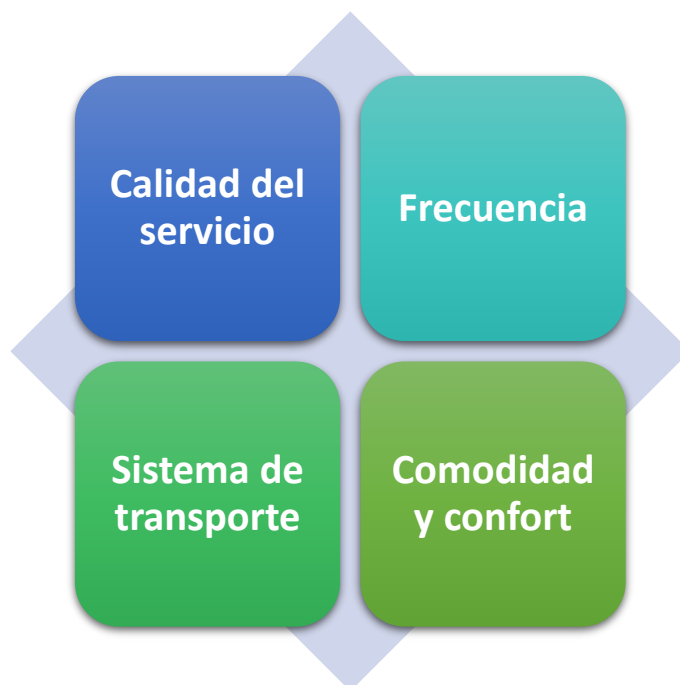 Calidad del
servicio
Frecuencia
Sistema de
transporte
Comodidad
y confort